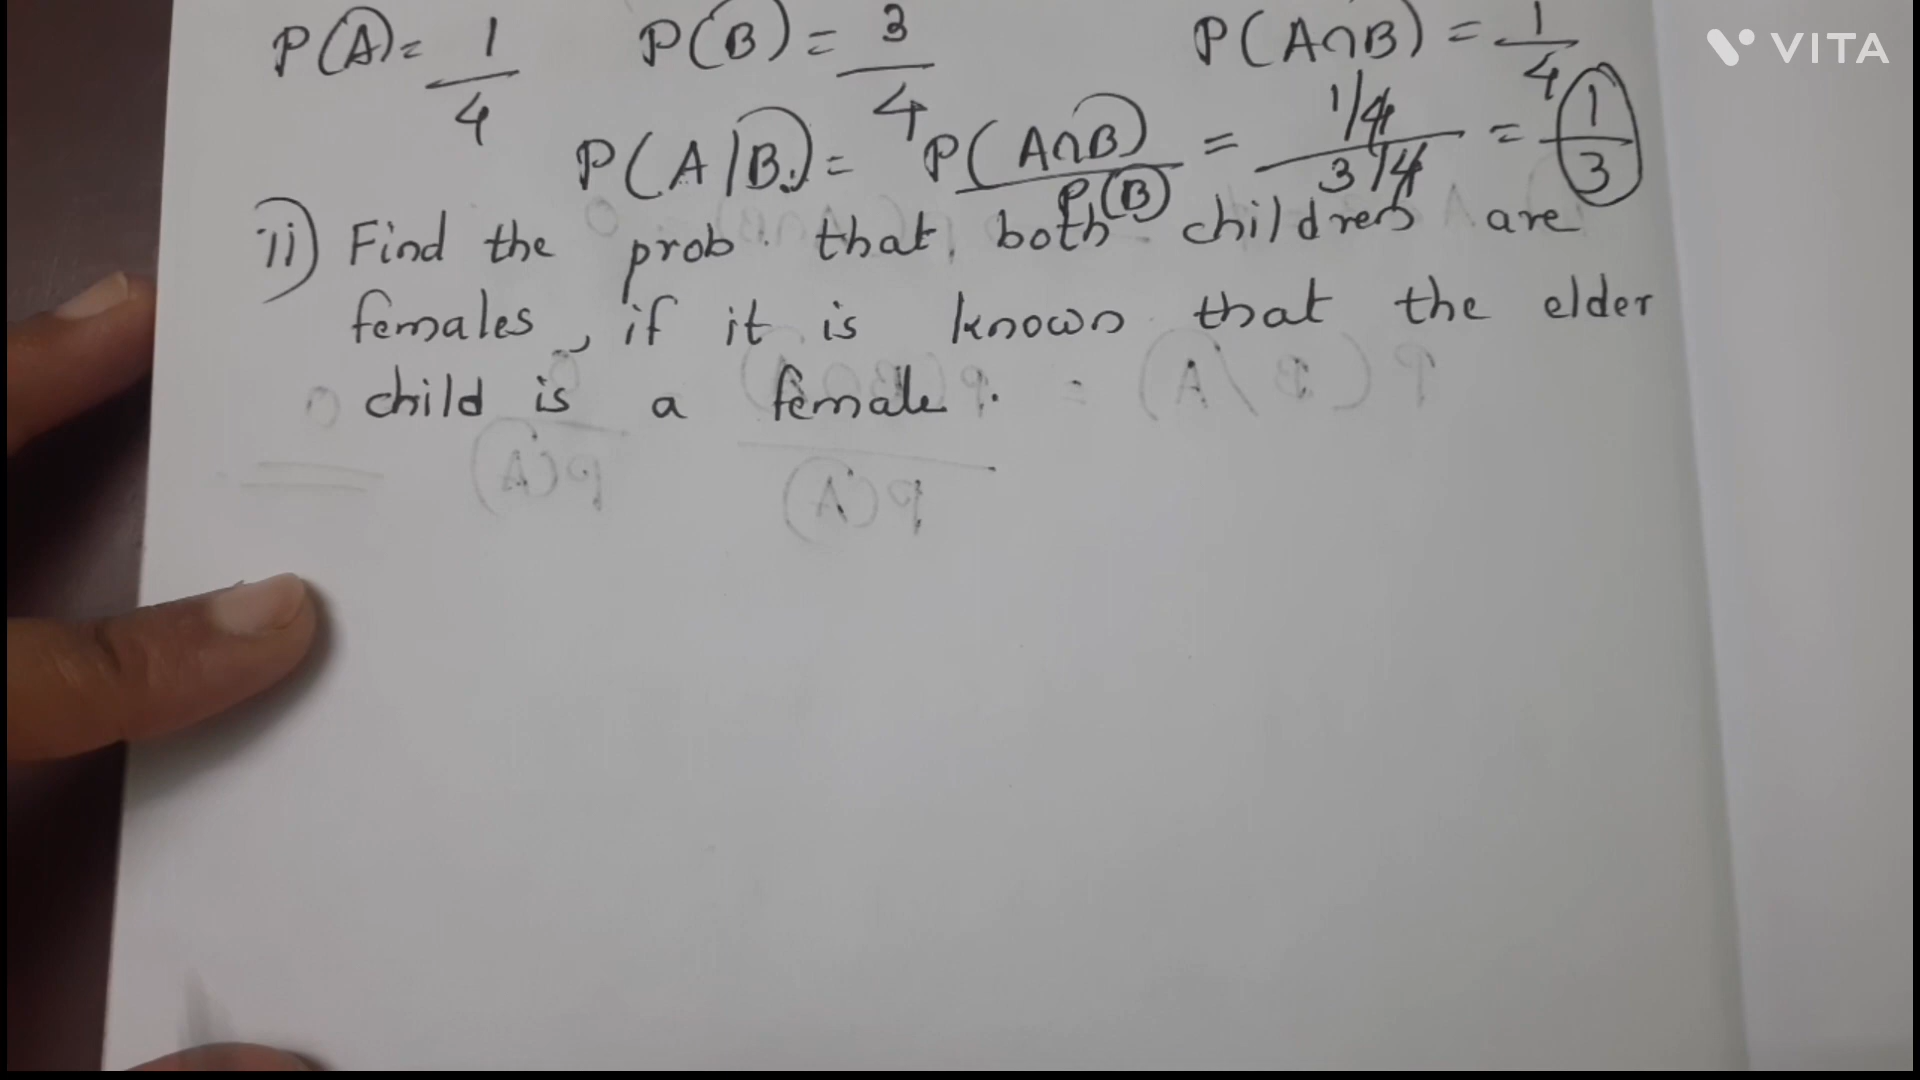 P(A) = 1/4 P(B) = 3/4 P(A∩B) = 1/4
P(A/B) = P(A∩B)/P(B) = 1/4 / 3/4 = 1/3
ii) Find the prob. that, both children are
females, if it is known that the elder
child is a female.
VITA